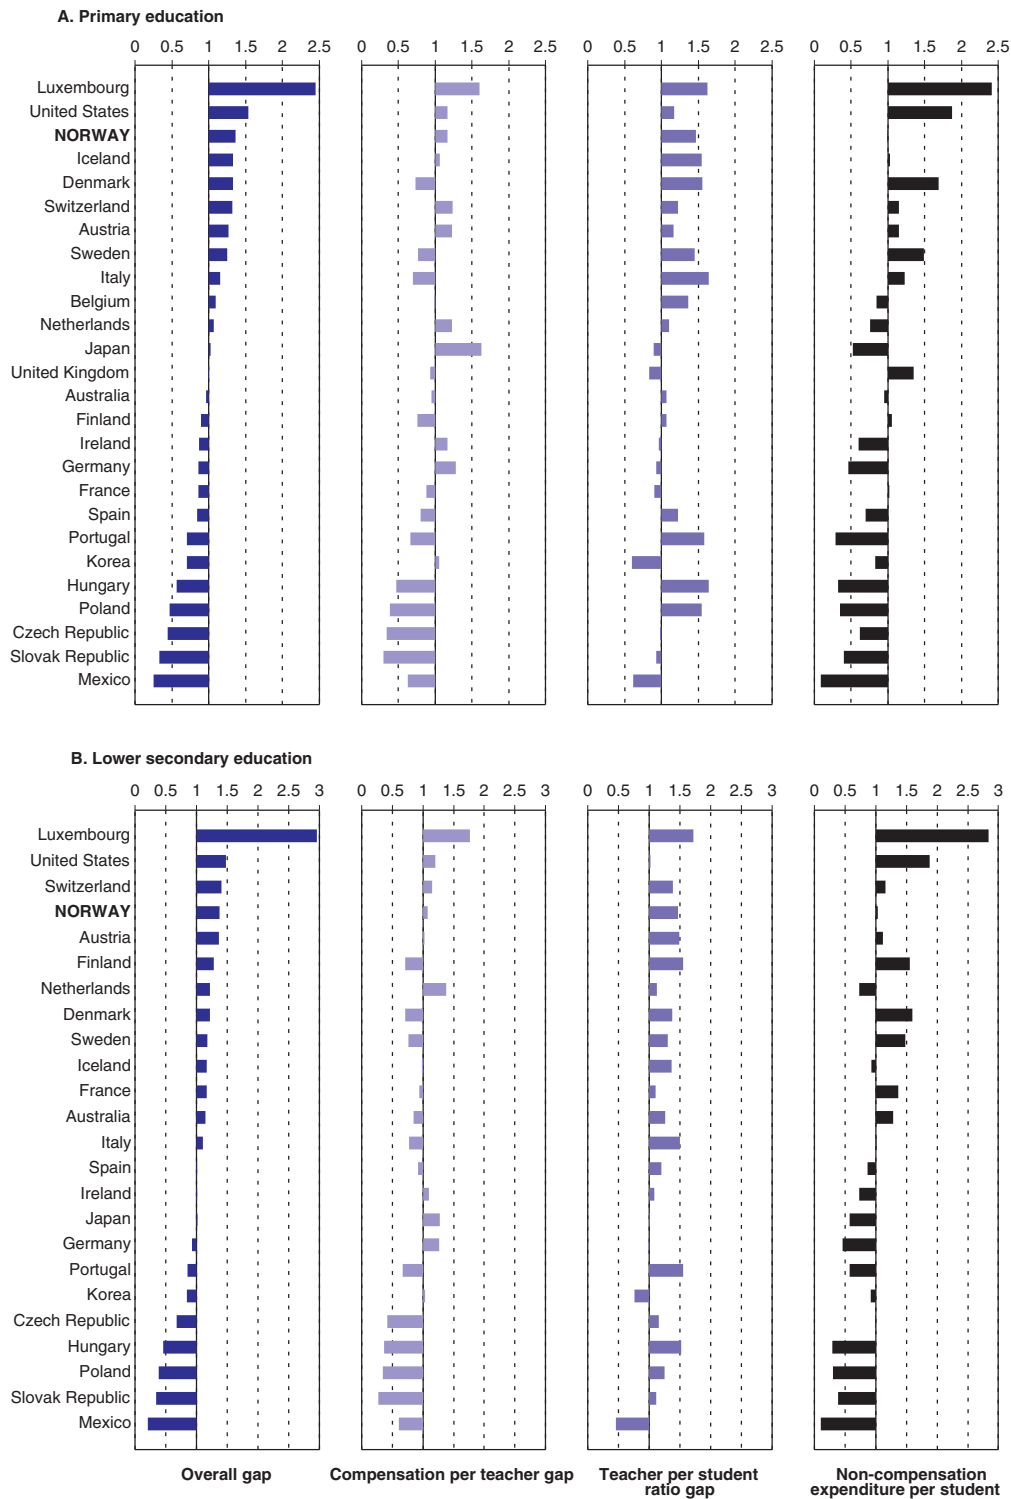 A. Primary education
0 0.5 1 1.5 2 2.5 0 0.5 1 1.5 2 2.5 0 0.5 1 1.5 2 2.5 0 0.5 1 1.5 2 2.5
Luxembourg
United States
NORWAY
Iceland
Denmark
Switzerland
Austria
Sweden
Italy
Belgium
Netherlands
Japan
United Kingdom
Australia
Finland
Ireland
Germany
France
Spain
Portugal
Korea
Hungary
Poland
Czech Republic
Slovak Republic
Mexico
B. Lower secondary education
0 0.5 1 1.5 2 2.5 3 0 0.5 1 1.5 2 2.5 3 0 0.5 1 1.5 2 2.5 3 0 0.5 1 1.5 2 2.5 3
Luxembourg
United States
Switzerland
NORWAY
Austria
Finland
Netherlands
Denmark
Sweden
Iceland
France
Australia
Italy
Spain
Ireland
Japan
Germany
Portugal
Korea
Czech Republic
Hungary
Poland
Slovak Republic
Mexico
Overall gap
Compensation per teacher gap
Teacher per student
ratio gap
Non-compensation
expenditure per student